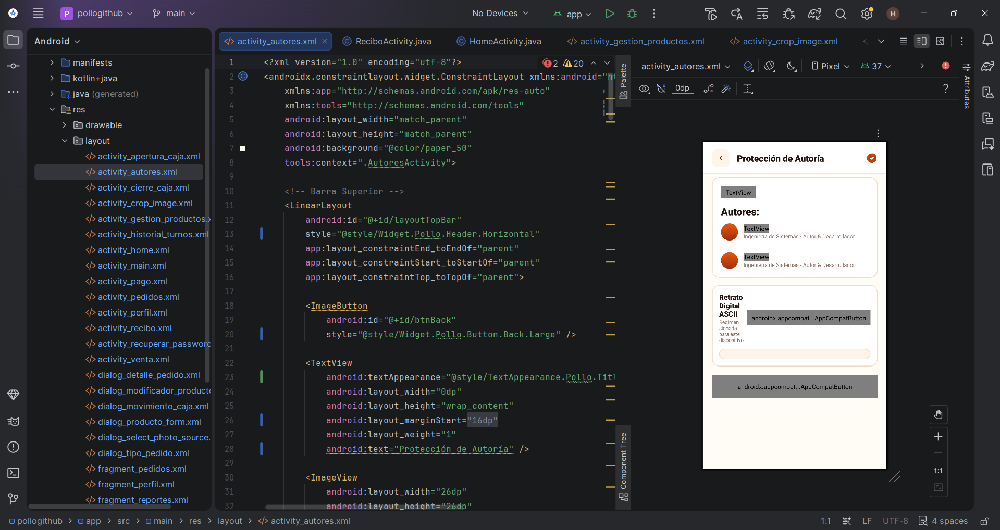 P pollogithub main No Devices app H
Android
manifests
kotlin+java
java (generated)
res
drawable
layout
activity_apertura_caja.xml
activity_autores.xml
activity_cierre_caja.xml
activity_crop_image.xml
activity_gestion_productos.x
activity_historial_turnos.xml
activity_home.xml
activity_main.xml
activity_pago.xml
activity_pedidos.xml
activity_perfil.xml
activity_recibo.xml
activity_recuperar_password
activity_venta.xml
dialog_detalle_pedido.xml
dialog_modificador_producto
dialog_movimiento_caja.xml
dialog_producto_form.xml
dialog_select_photo_source.
dialog_tipo_pedido.xml
fragment_pedidos.xml
fragment_perfil.xml
fragment_reportes.xml
activity_autores.xml ReciboActivity.java HomeActivity.java activity_gestion_productos.xml activity_crop_image.xml
2 20
1 <?xml version="1.0" encoding="utf-8"?>
2 <androidx.constraintlayout.widget.ConstraintLayout xmlns:android="ht
3 xmlns:app="http://schemas.android.com/apk/res-auto"
4 xmlns:tools="http://schemas.android.com/tools"
5 android:layout_width="match_parent"
6 android:layout_height="match_parent"
7 android:background="@color/paper_50"
8 tools:context=".AutoresActivity">
9
10 <!-- Barra Superior -->
11 <LinearLayout
12 android:id="@+id/layoutTopBar"
13 style="@style/Widget.Pollo.Header.Horizontal"
14 app:layout_constraintEnd_toEndOf="parent"
15 app:layout_constraintStart_toStartOf="parent"
16 app:layout_constraintTop_toTopOf="parent">
17
18 <ImageButton
19 android:id="@+id/btnBack"
20 style="@style/Widget.Pollo.Button.Back.Large" />
21
22 <TextView
23 android:textAppearance="@style/TextAppearance.Pollo.Titl
24 android:layout_width="0dp"
25 android:layout_height="wrap_content"
26 android:layout_marginStart="16dp"
27 android:layout_weight="1"
28 android:text="Protección de Autoría" />
29
30 <ImageView
31 android:layout_width="26dp"
32 android:layout_height="26dp"
Palette
Component Tree
activity_autores.xml Pixel 37
0dp ?
Attributes
Protección de Autoría
TextView
Autores:
TextView
Ingeniería de Sistemas - Autor & Desarrollador
TextView
Ingeniería de Sistemas - Autor & Desarrollador
Retrato
Digital
ASCII
Redimen
sionada
para este
dispositivo
androidx.appcompat...AppCompatButton
androidx.appcompat...AppCompatButton
1:1
pollogithub > app > src > main > res > layout > activity_autores.xml
1:1 LF UTF-8 4 spaces